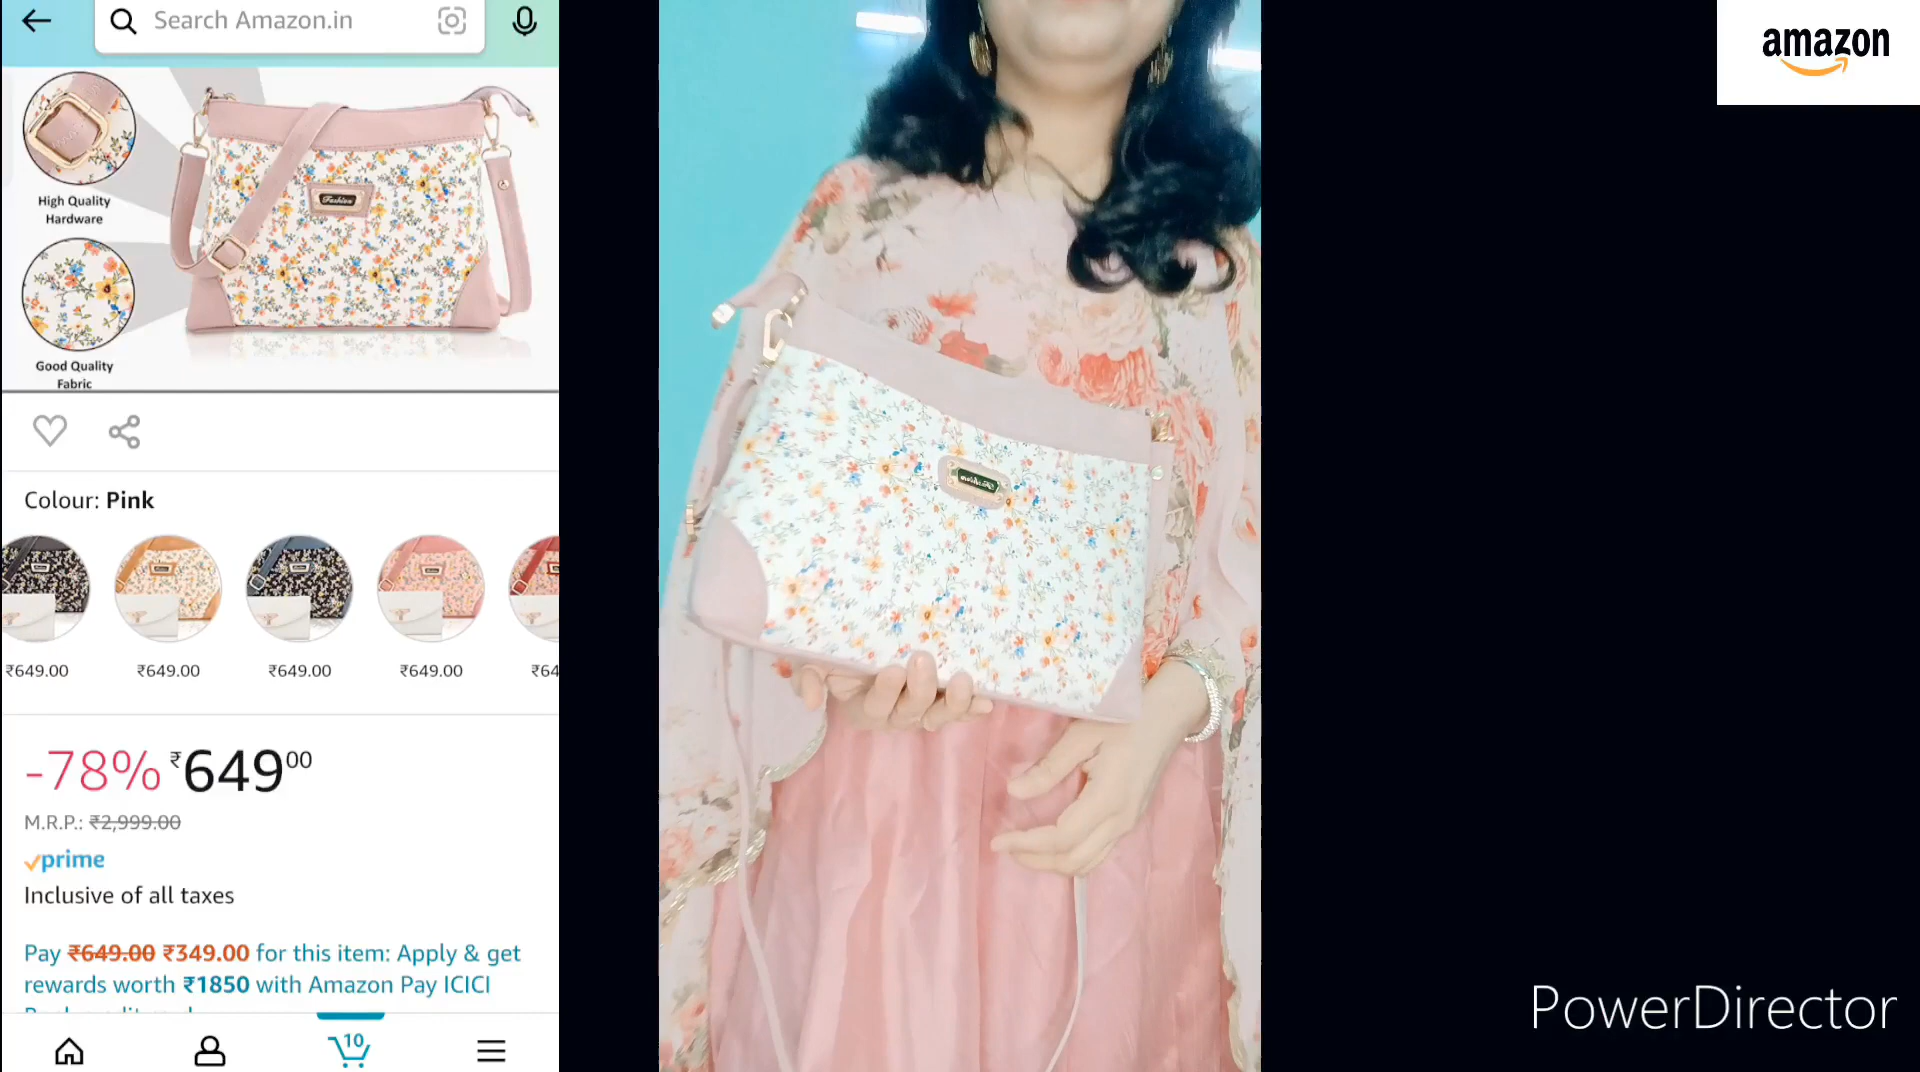 Search Amazon.in
amazon
High Quality
Hardware
Fashion
Good Quality
Fabric
Colour: Pink
₹649.00
₹649.00
₹649.00
₹649.00
₹64
-78% ₹64900
M.R.P.: ₹2,999.00
prime
Inclusive of all taxes
Pay ₹649.00 ₹349.00 for this item: Apply & get
rewards worth ₹1850 with Amazon Pay ICICI
10
PowerDirector